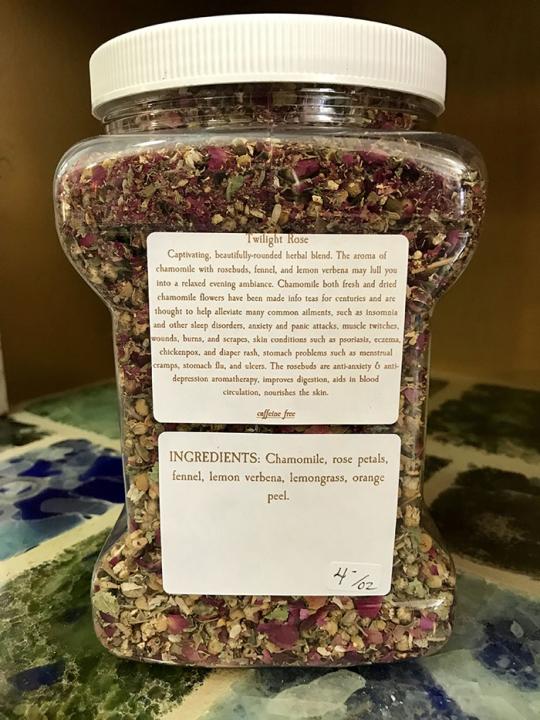 Twilight Rose
Captivating, beautifully-rounded herbal blend. The aroma of
chamomile with rosebuds, fennel, and lemon verbena may lull you
into a relaxed evening ambiance. Chamomile both fresh and dried
chamomile flowers have been made info teas for centuries and are
thought to help alleviate many common ailments, such as insomnia
and other sleep disorders, anxiety and panic attacks, muscle twitches,
wounds, burns, and scrapes, skin conditions such as psoriasis, eczema,
chickenpox, and diaper rash, stomach problems such as menstrual
cramps, stomach flu, and ulcers. The rosebuds are anti-anxiety & anti-
depression aromatherapy, improves digestion, aids in blood
circulation, nourishes the skin.
caffeine free
INGREDIENTS: Chamomile, rose petals,
fennel, lemon verbena, lemongrass, orange
peel.
4-/oz